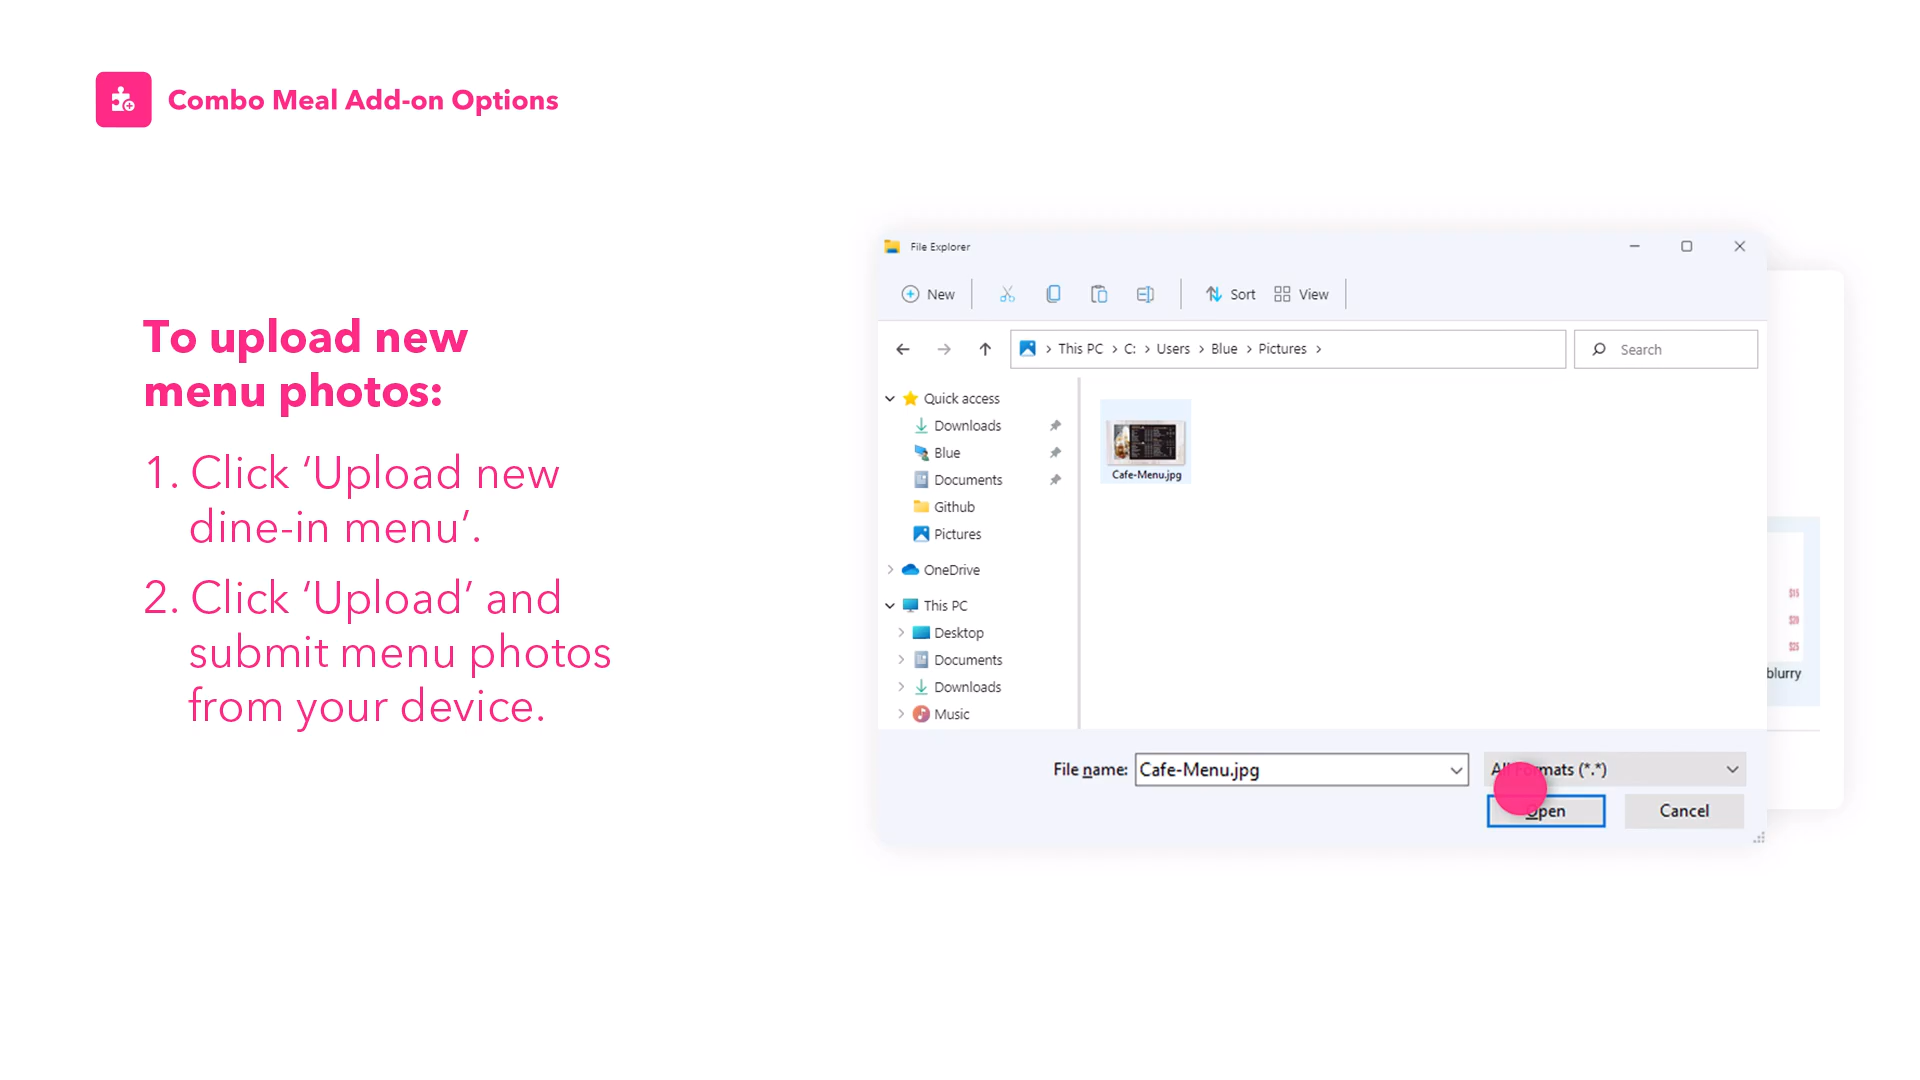 Combo Meal Add-on Options
To upload new
menu photos:
1. Click ‘Upload new
dine-in menu’.
2. Click ‘Upload’ and
submit menu photos
from your device.
File Explorer
New
Sort
View
This PC > C: > Users > Blue > Pictures >
Search
Quick access
Downloads
Blue
Documents
Github
Pictures
OneDrive
This PC
Desktop
Documents
Downloads
Music
Cafe-Menu.jpg
$15
$20
$25
blurry
File name: Cafe-Menu.jpg
(*.*)
Cancel